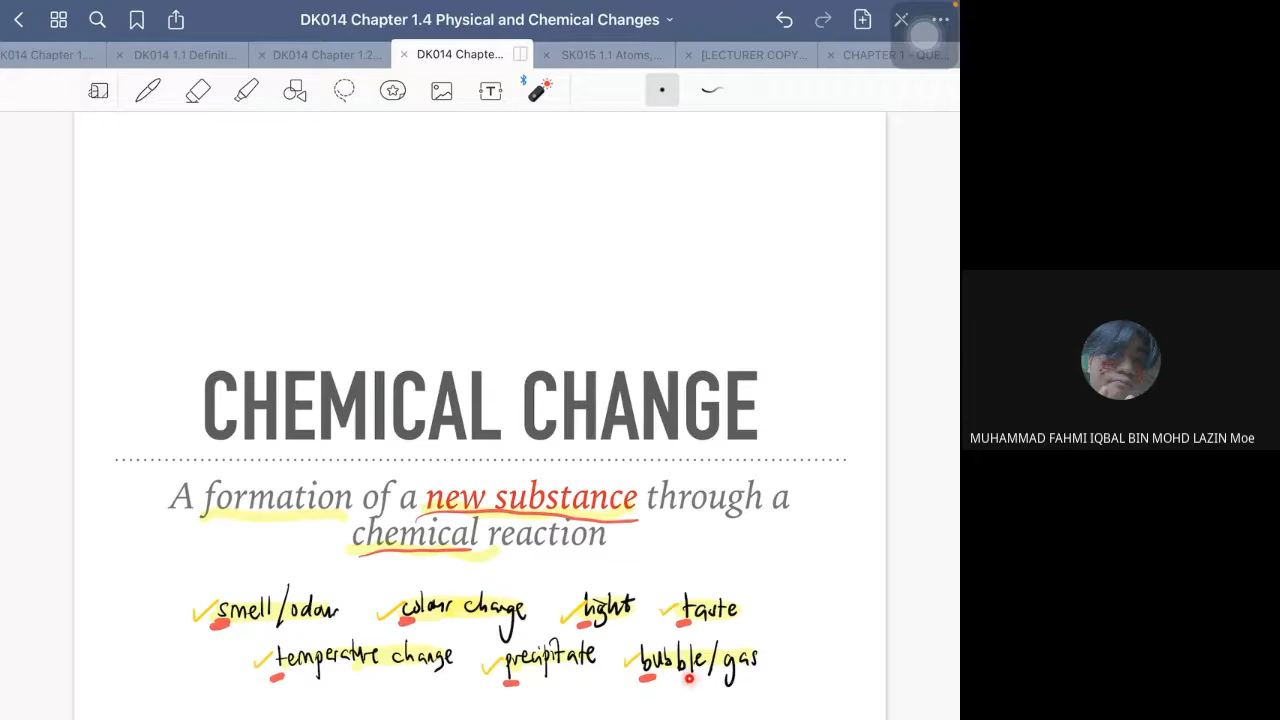 DK014 Chapter 1.4 Physical and Chemical Changes
K014 Chapter 1....
DK014 1.1 Definiti...
DK014 Chapter 1.2...
DK014 Chapte...
SK015 1.1 Atoms,...
[LECTURER COPY...
CHAPTER 1 - QUE...
T
CHEMICAL CHANGE
A formation of a new substance through a
chemical reaction
smell/odour colour change light taste
temperature change precipitate bubble/gas
MUHAMMAD FAHMI IQBAL BIN MOHD LAZIN Moe